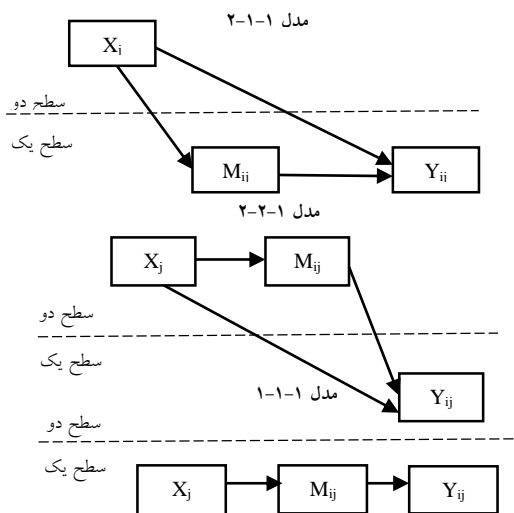 مدل ۱-۱-۲
Xj
سطح دو
سطح یک
Mij
Yij
مدل ۱-۲-۲
Xj
Mij
سطح دو
سطح یک
مدل ۱-۱-۱
Yij
سطح دو
سطح یک
Xj
Mij
Yij